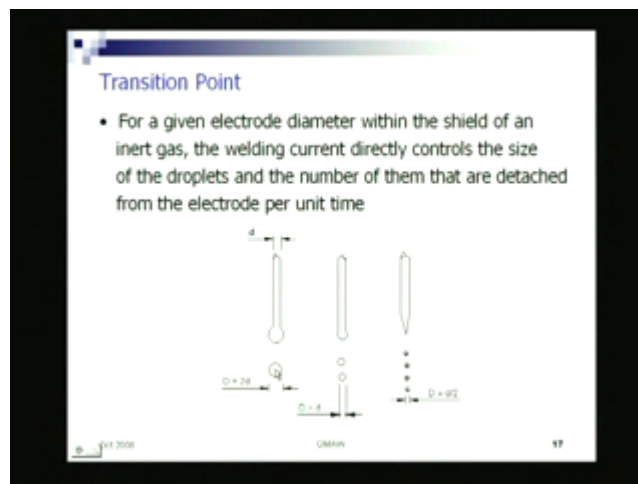 Transition Point
• For a given electrode diameter within the shield of an
inert gas, the welding current directly controls the size
of the droplets and the number of them that are detached
from the electrode per unit time
d
D = 2d
D = d
D = d/2
Oct 2008
GMAW
17